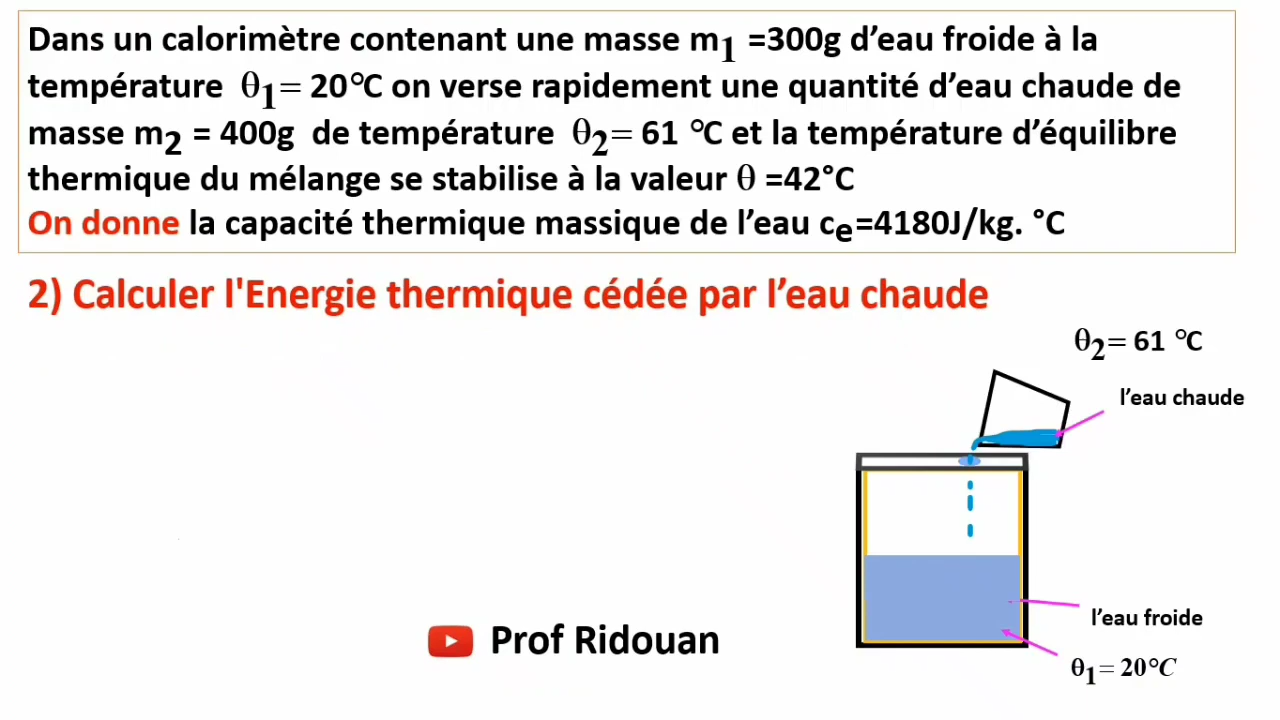 Dans un calorimètre contenant une masse m1 =300g d’eau froide à la
température θ1= 20°C on verse rapidement une quantité d’eau chaude de
masse m2 = 400g de température θ2= 61 °C et la température d’équilibre
thermique du mélange se stabilise à la valeur θ =42°C
On donne la capacité thermique massique de l’eau ce=4180J/kg. °C
2) Calculer l'Energie thermique cédée par l’eau chaude
θ2= 61 °C
l’eau chaude
l’eau froide
Prof Ridouan
θ1= 20°C